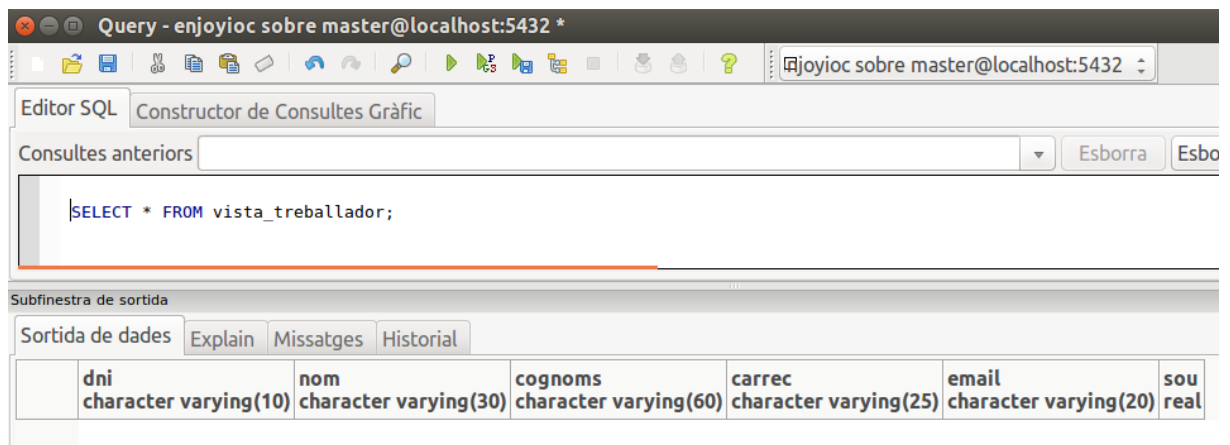 Query - enjoyioc sobre master@localhost:5432 *
joyioc sobre master@localhost:5432
Editor SQL Constructor de Consultes Gràfic
Consultes anteriors Esborra Esbo
SELECT * FROM vista_treballador;
Subfinestra de sortida
Sortida de dades Explain Missatges Historial
dni nom cognoms carrec email sou
character varying(10) character varying(30) character varying(60) character varying(25) character varying(20) real